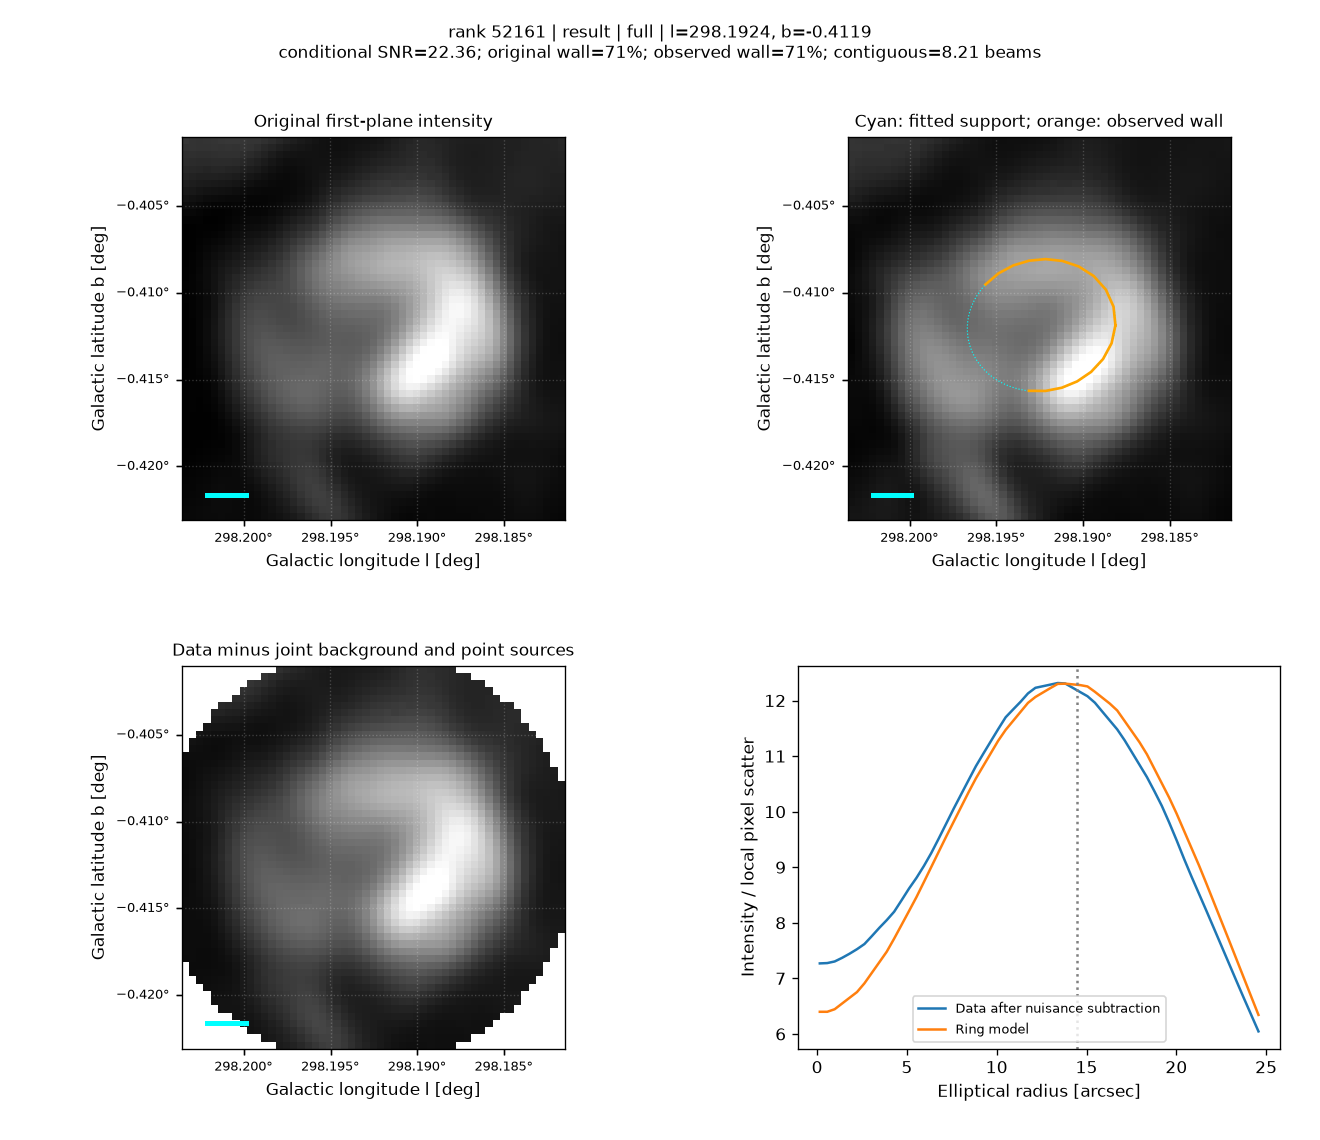 rank 52161 | result | full | l=298.1924, b=-0.4119
conditional SNR=22.36; original wall=71%; observed wall=71%; contiguous=8.21 beams
Original first-plane intensity
−0.405°
−0.410°
−0.415°
−0.420°
Galactic latitude b [deg]
298.200°
298.195°
298.190°
298.185°
Galactic longitude l [deg]
Cyan: fitted support; orange: observed wall
−0.405°
−0.410°
−0.415°
−0.420°
Galactic latitude b [deg]
298.200°
298.195°
298.190°
298.185°
Galactic longitude l [deg]
Data minus joint background and point sources
−0.405°
−0.410°
−0.415°
−0.420°
Galactic latitude b [deg]
298.200°
298.195°
298.190°
298.185°
Galactic longitude l [deg]
12
11
10
9
8
7
6
Intensity / local pixel scatter
Data after nuisance subtraction
Ring model
0
5
10
15
20
25
Elliptical radius [arcsec]